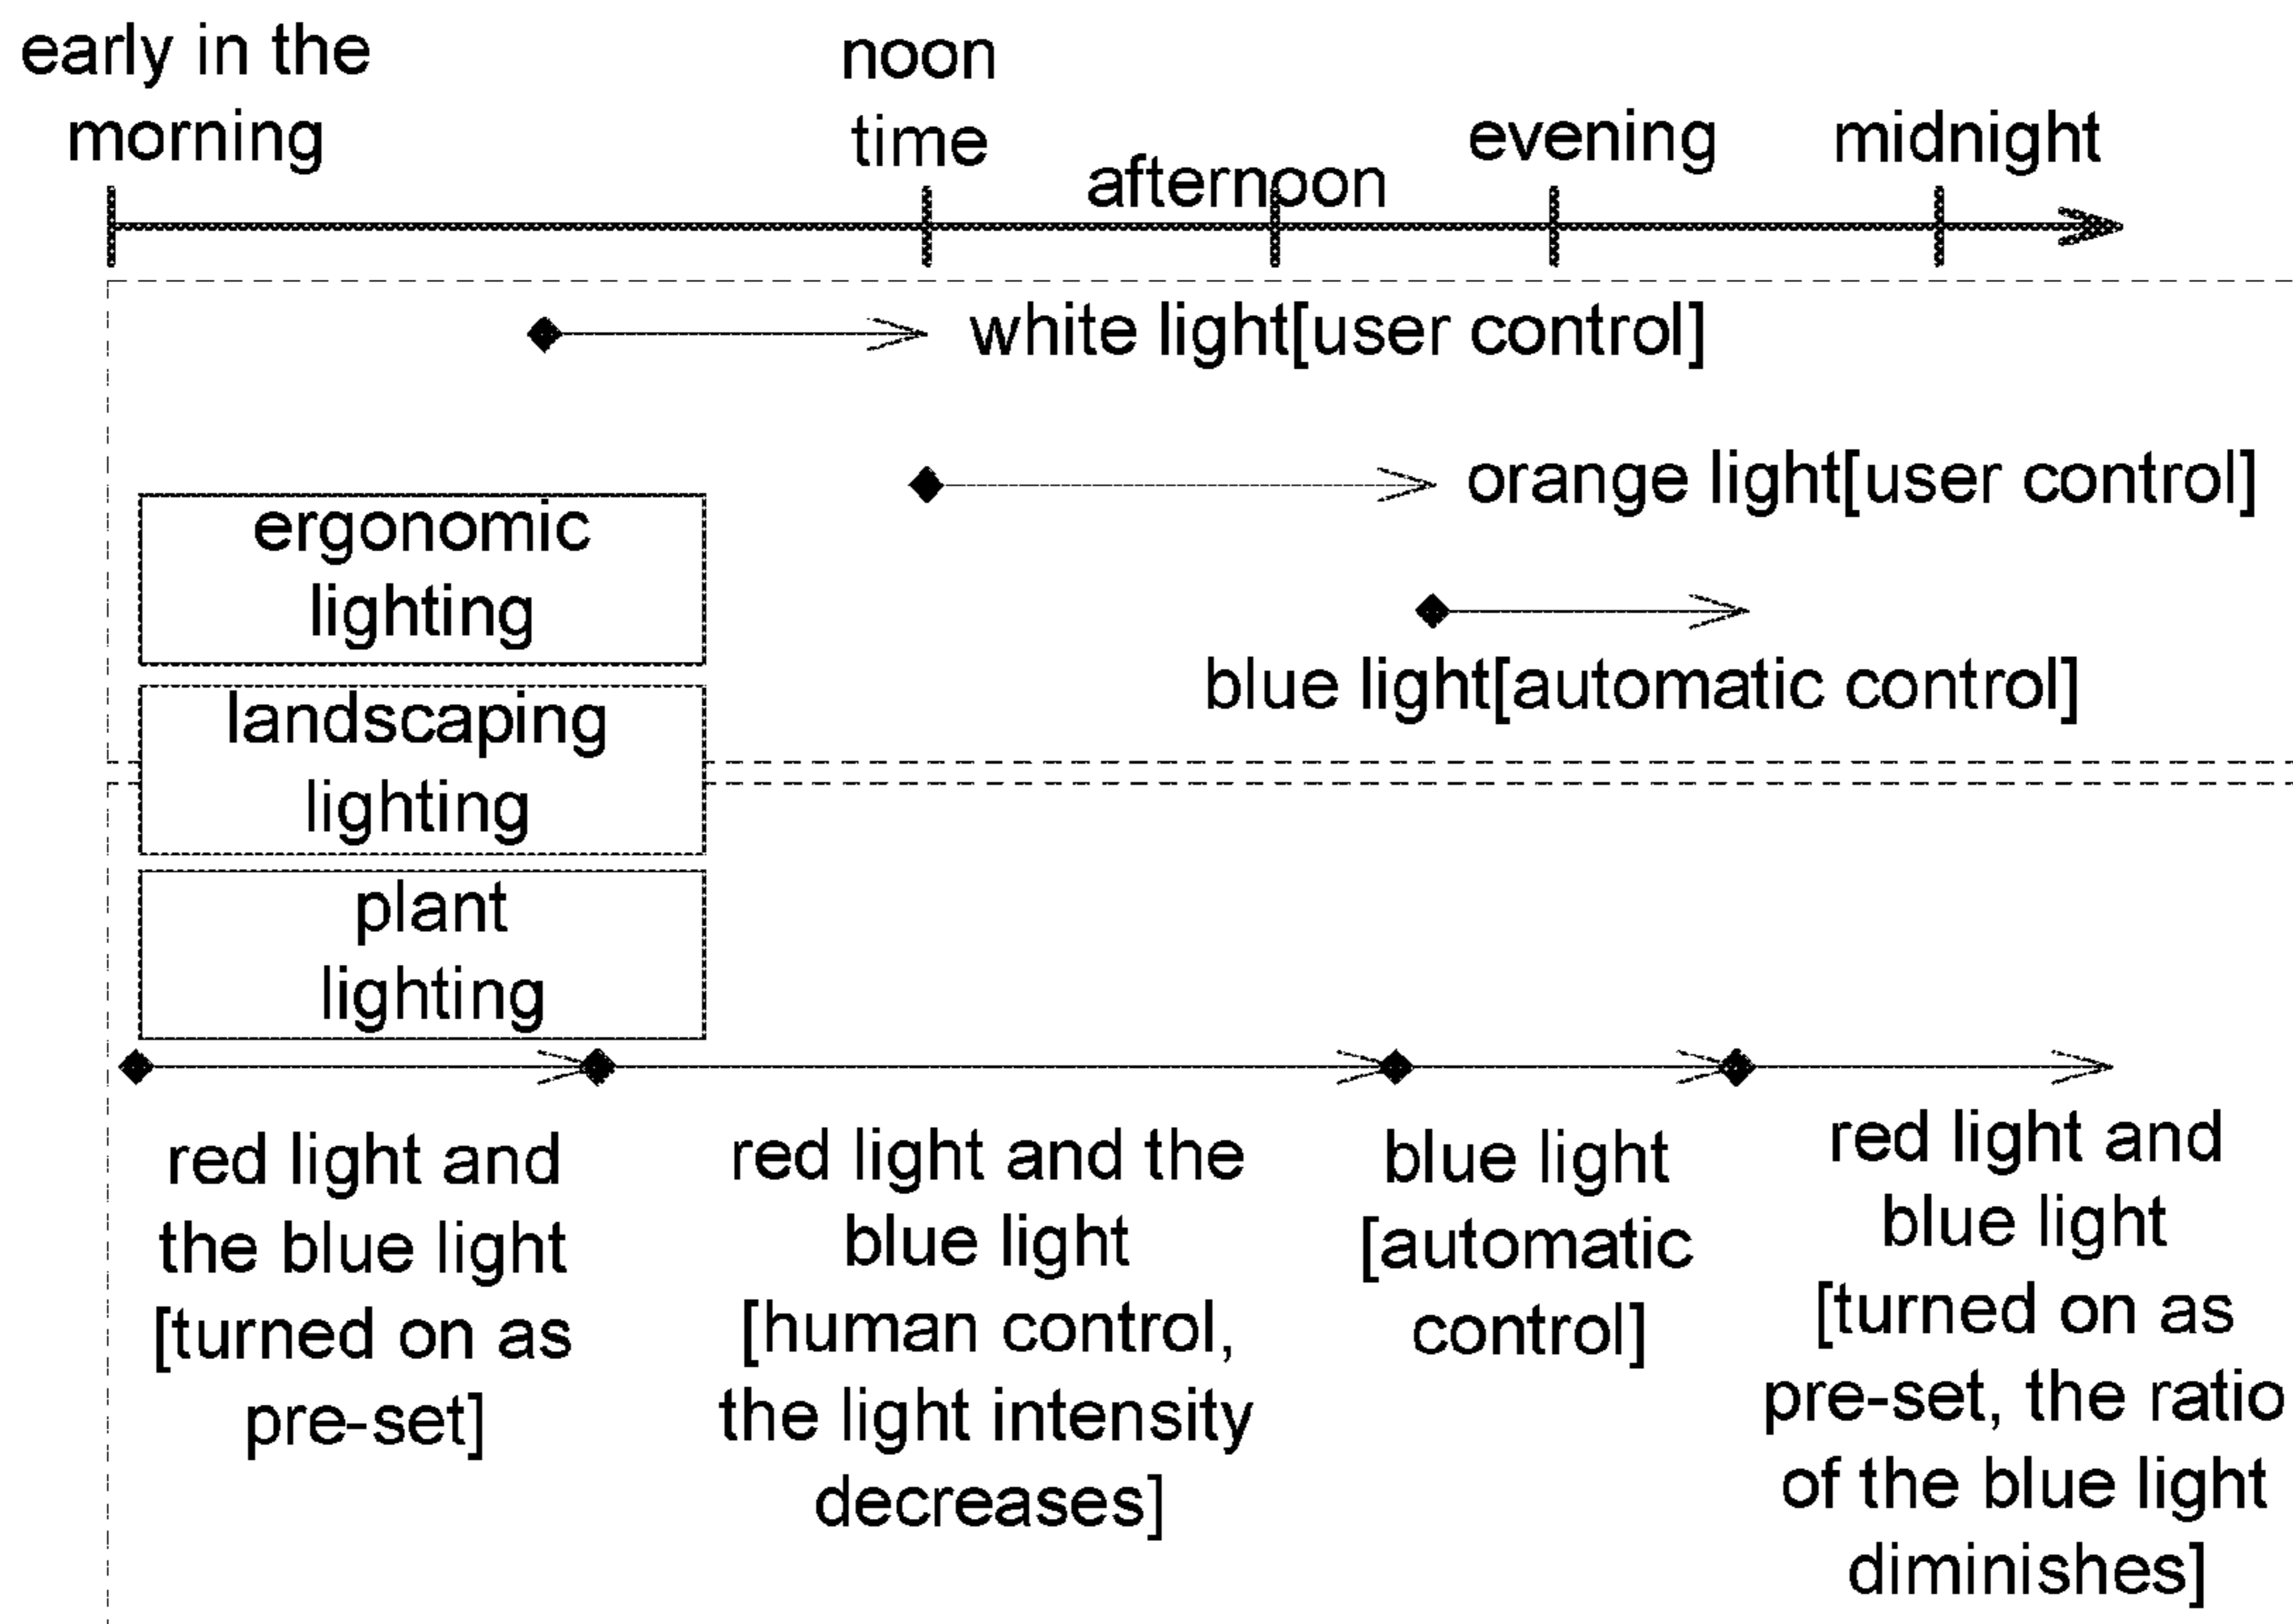 early in the
morning
noon
time
afternoon
evening
midnight
white light[user control]
orange light[user control]
ergonomic
lighting
blue light[automatic control]
landscaping
lighting
plant
lighting
red light and
the blue light
[turned on as
pre-set]
red light and the
blue light
[human control,
the light intensity
decreases]
blue light
[automatic
control]
red light and
blue light
[turned on as
pre-set, the ratio
of the blue light
diminishes]